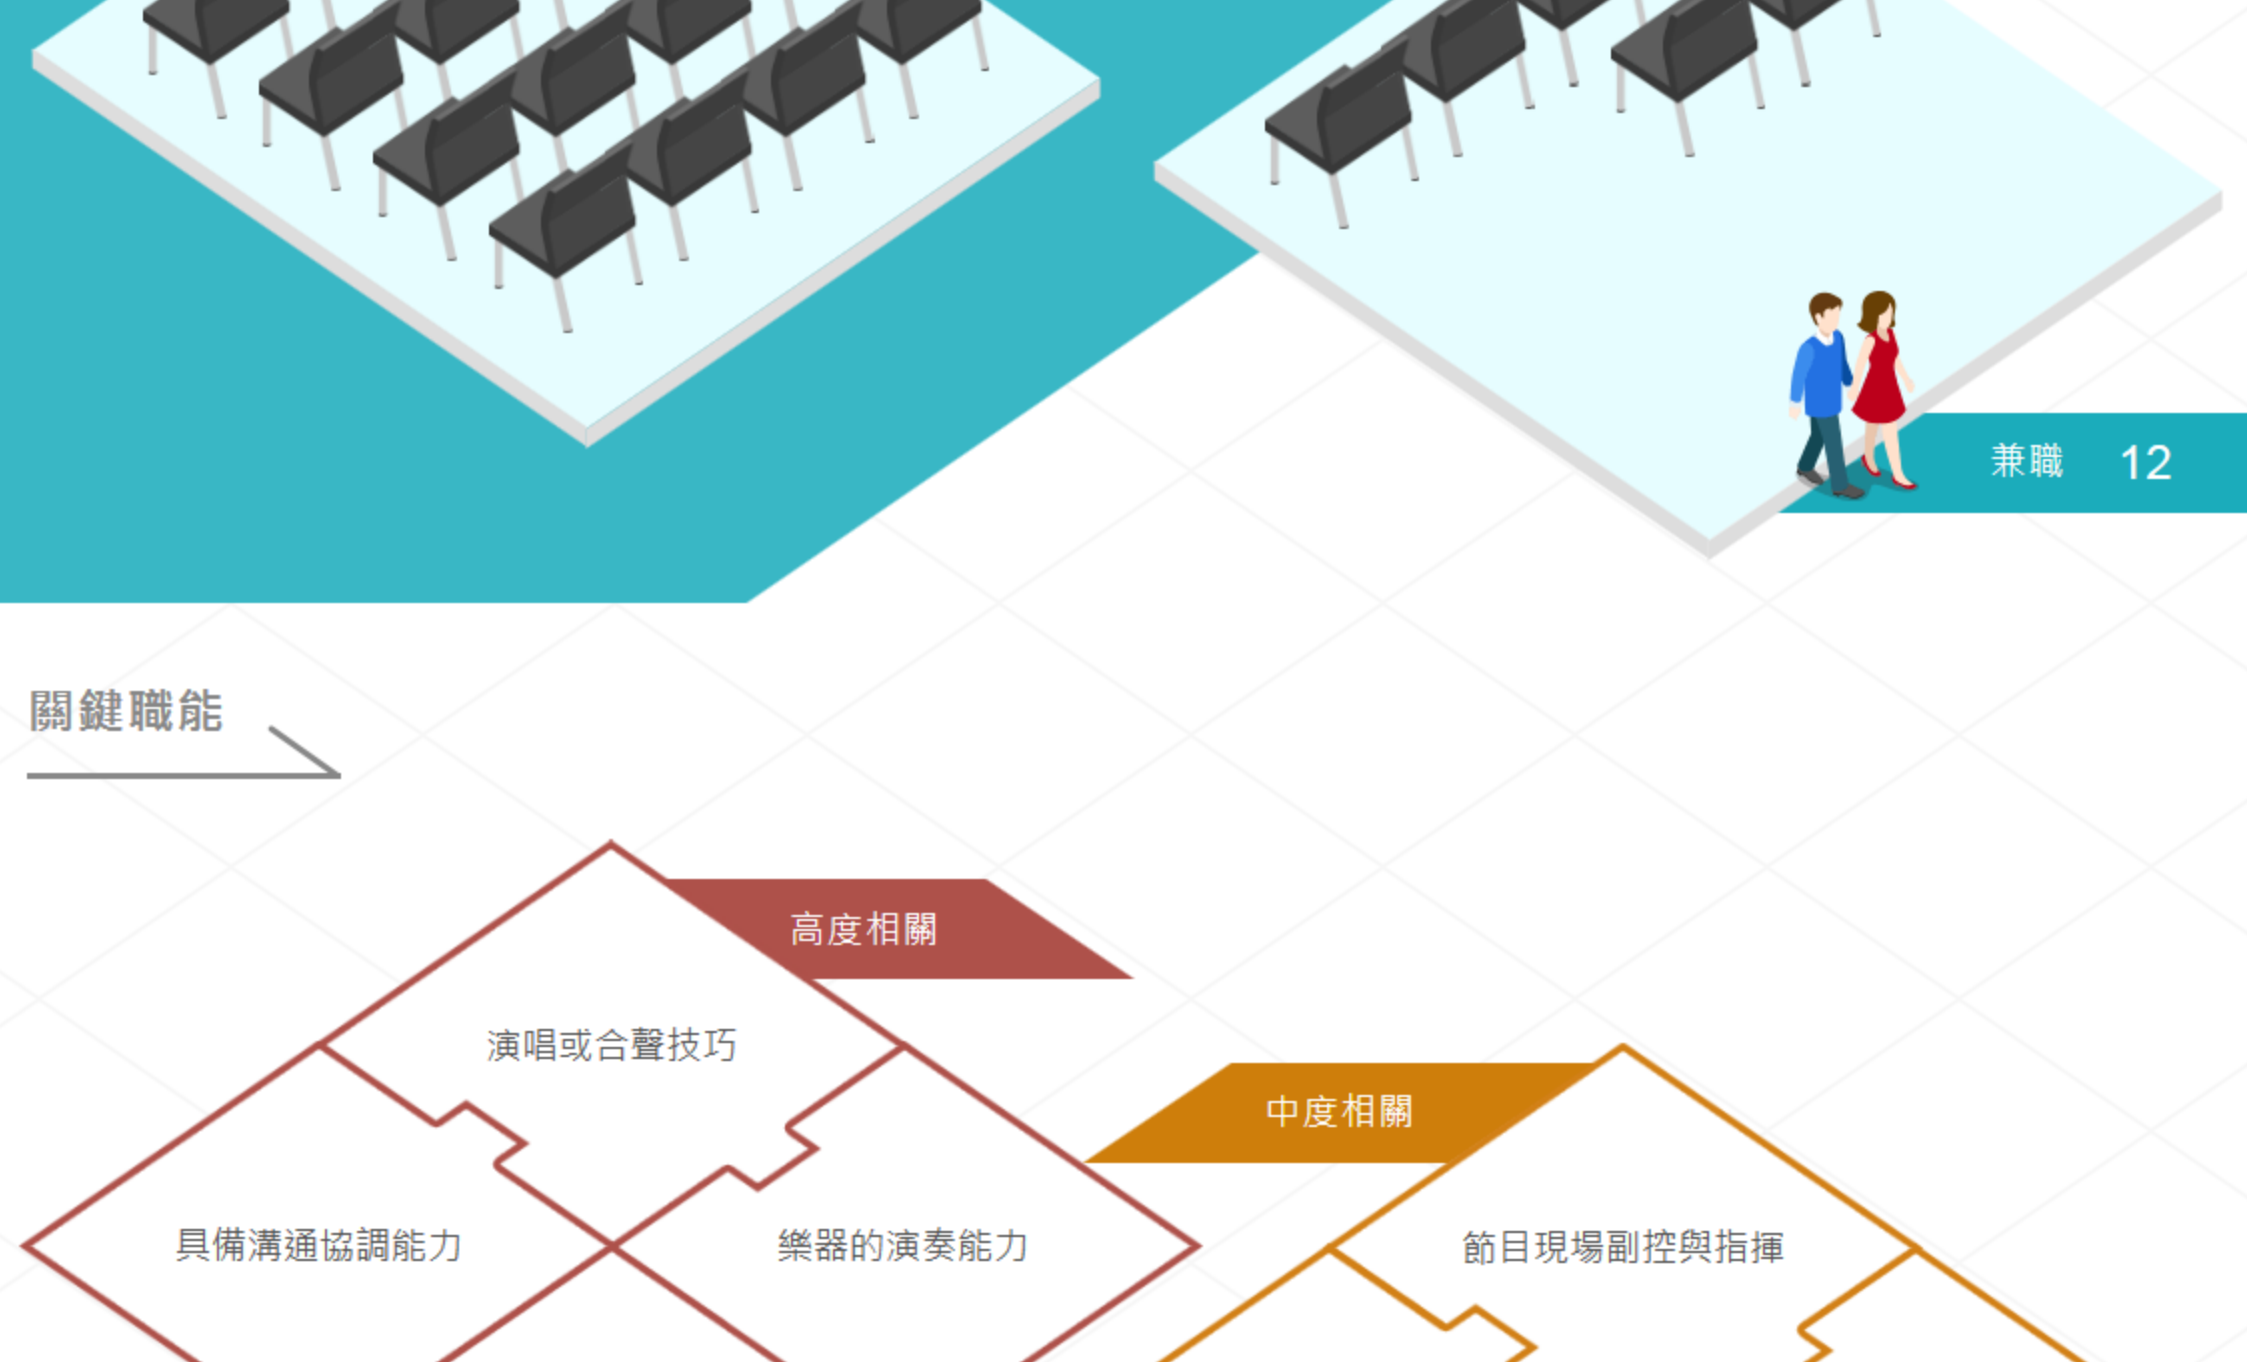 兼職 12
關鍵職能
高度相關
演唱或合聲技巧
中度相關
具備溝通協調能力
樂器的演奏能力
節目現場副控與指揮